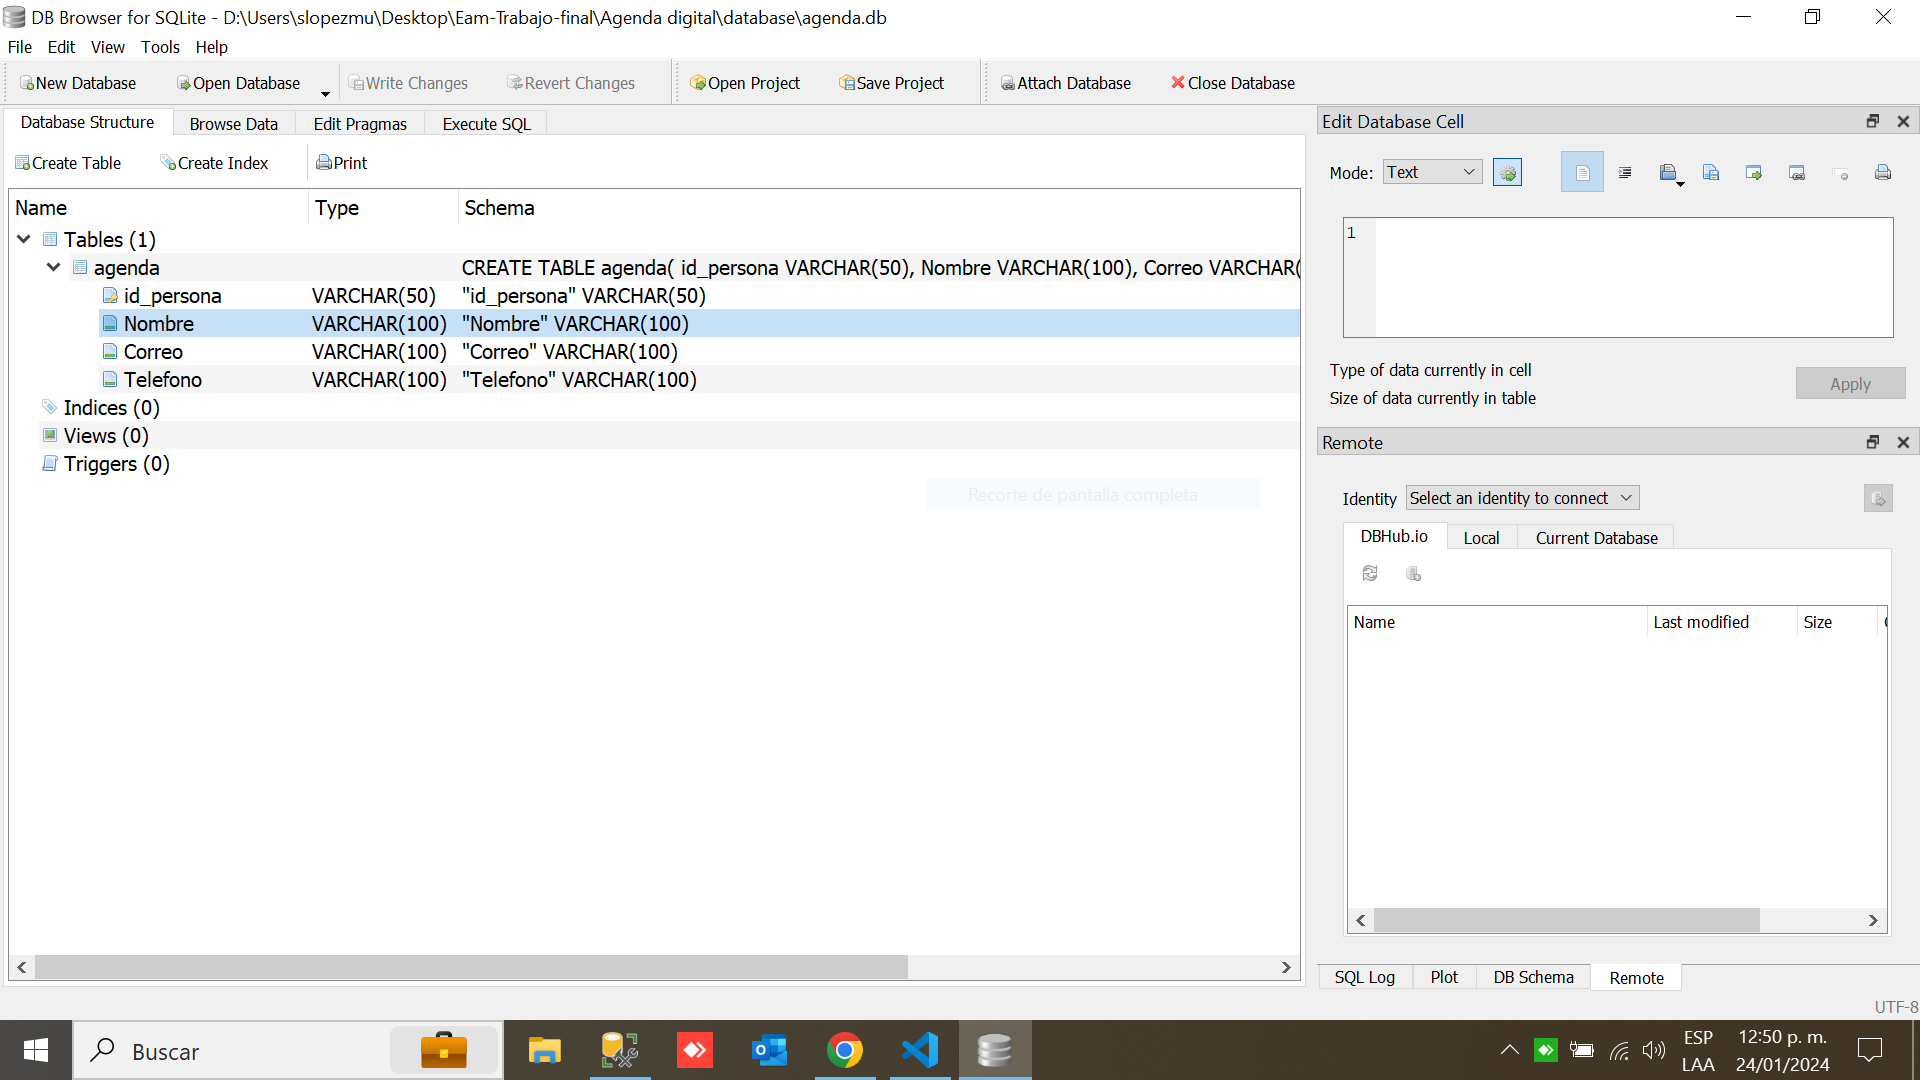 DB Browser for SQLite - D:\Users\slopezmu\Desktop\Eam-Trabajo-final\Agenda digital\database\agenda.db
File Edit View Tools Help
New Database Open Database Write Changes Revert Changes Open Project Save Project Attach Database Close Database
Database Structure Browse Data Edit Pragmas Execute SQL
Create Table Create Index Print
Name Type Schema
Tables (1)
agenda CREATE TABLE agenda( id_persona VARCHAR(50), Nombre VARCHAR(100), Correo VARCHAR(
id_persona VARCHAR(50) "id_persona" VARCHAR(50)
Nombre VARCHAR(100) "Nombre" VARCHAR(100)
Correo VARCHAR(100) "Correo" VARCHAR(100)
Telefono VARCHAR(100) "Telefono" VARCHAR(100)
Indices (0)
Views (0)
Triggers (0)
Recorte de pantalla completa
Edit Database Cell
Mode: Text
1
Type of data currently in cell
Size of data currently in table
Apply
Remote
Identity Select an identity to connect
DBHub.io Local Current Database
Name Last modified Size
SQL Log Plot DB Schema Remote
UTF-8
Buscar
ESP
LAA
12:50 p. m.
24/01/2024